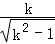 k
√(k² − 1)